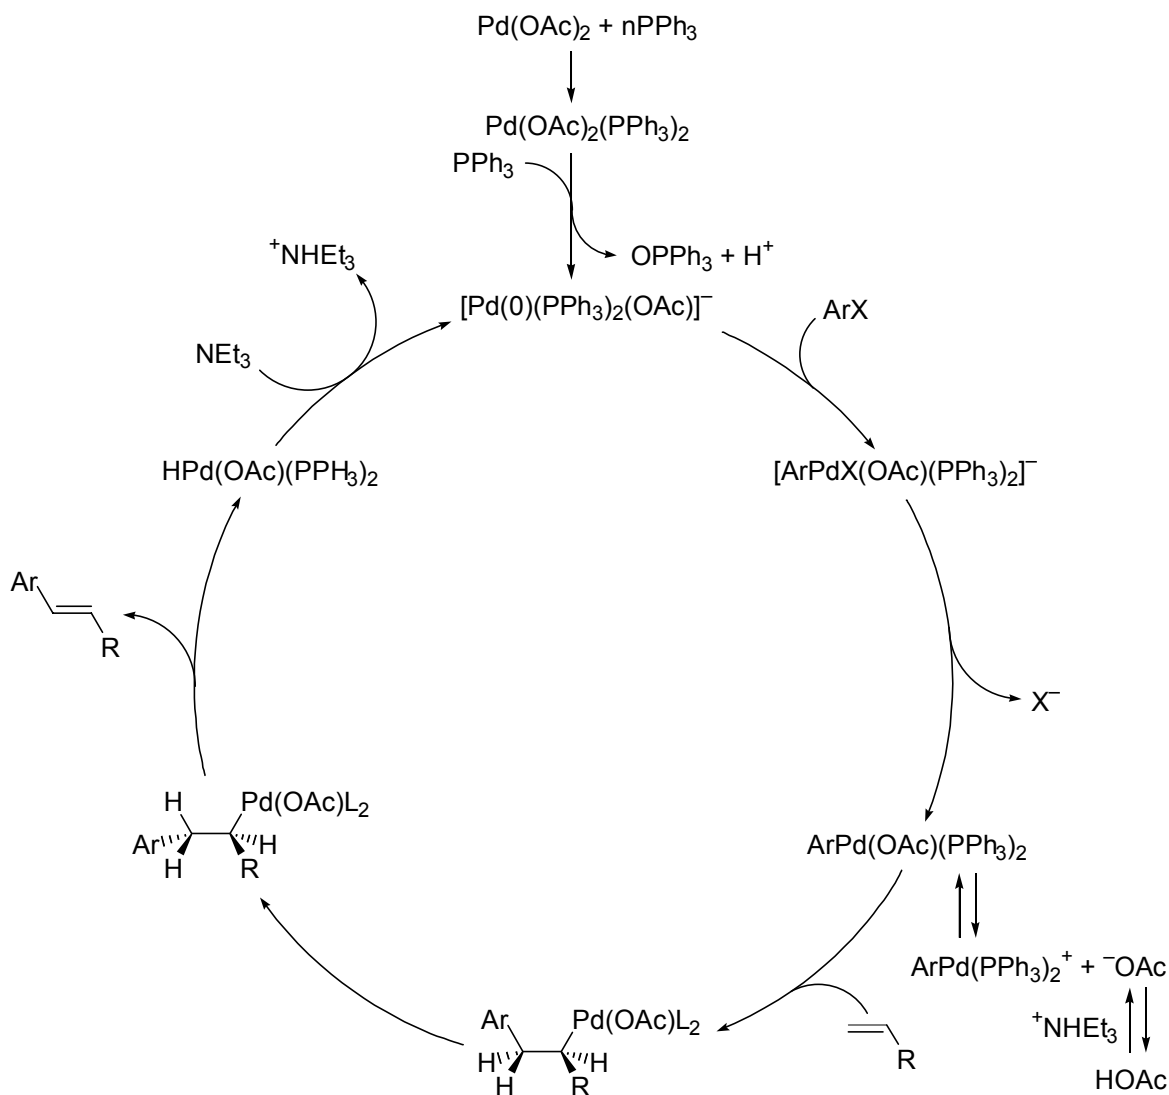 Pd(OAc)₂ + nPPh₃
Pd(OAc)₂(PPh₃)₂
PPh₃
OPPh₃ + H⁺
⁺NHEt₃
[Pd(0)(PPh₃)₂(OAc)]⁻
ArX
NEt₃
HPd(OAc)(PPH₃)₂
[ArPdX(OAc)(PPh₃)₂]⁻
Ar
R
X⁻
H
Pd(OAc)L₂
Ar
H
H
R
ArPd(OAc)(PPh₃)₂
ArPd(PPh₃)₂⁺ + ⁻OAc
Ar
Pd(OAc)L₂
H
H
H
R
R
⁺NHEt₃
HOAc